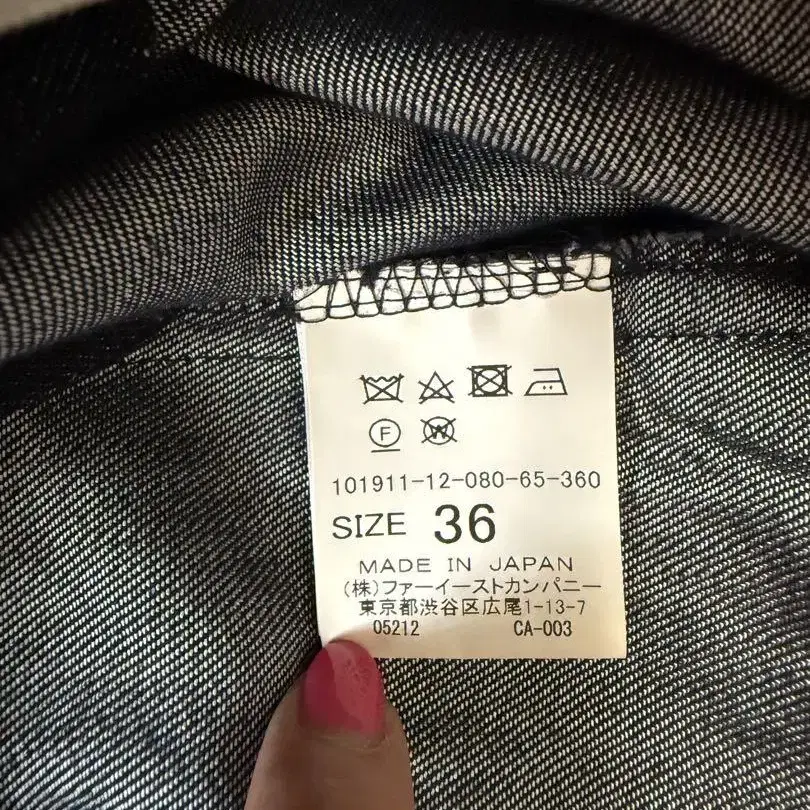 F W
101911-12-080-65-360
SIZE 36
MADE IN JAPAN
(株)ファーイーストカンパニー
東京都渋谷区広尾1-13-7
05212 CA-003